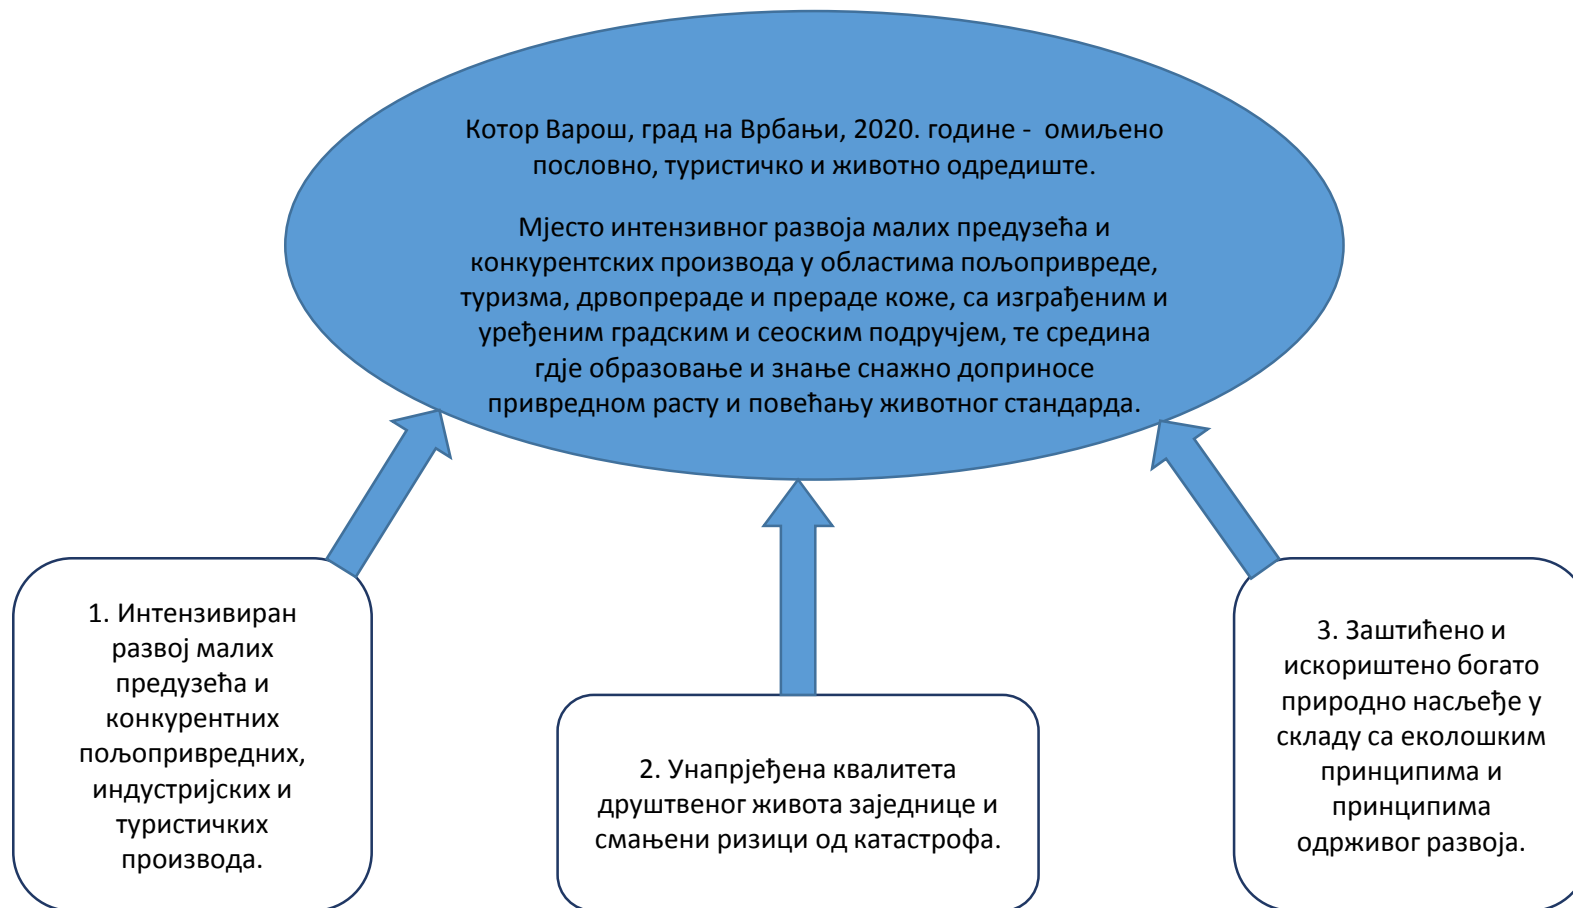 Котор Варош, град на Врбањи, 2020. године - омиљено
пословно, туристичко и животно одредиште.
Мјесто интензивног развоја малих предузећа и
конкурентских производа у областима пољопривреде,
туризма, дрвопрераде и прераде коже, са изграђеним и
уређеним градским и сеоским подручјем, те средина
гдје образовање и знање снажно доприносе
привредном расту и повећању животног стандарда.
1. Интензивиран
развој малих
предузећа и
конкурентних
пољопривредних,
индустријских и
туристичких
производа.
2. Унапрјеђена квалитета
друштвеног живота заједнице и
смањени ризици од катастрофа.
3. Заштићено и
искориштено богато
природно насљеђе у
складу са еколошким
принципима и
принципима
одрживог развоја.